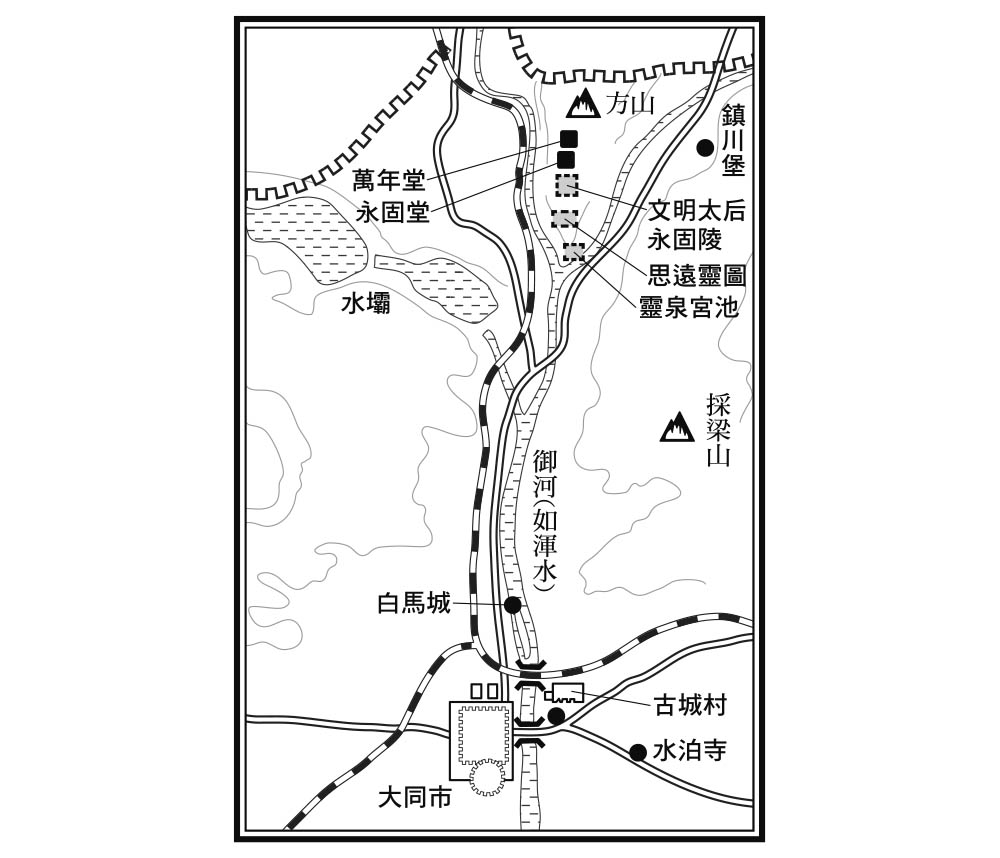 方山
鎮川堡
萬年堂
永固堂
文明太后
永固陵
思遠靈圖
靈泉宮池
水壩
採梁山
御河(如渾水)
白馬城
古城村
水泊寺
大同市